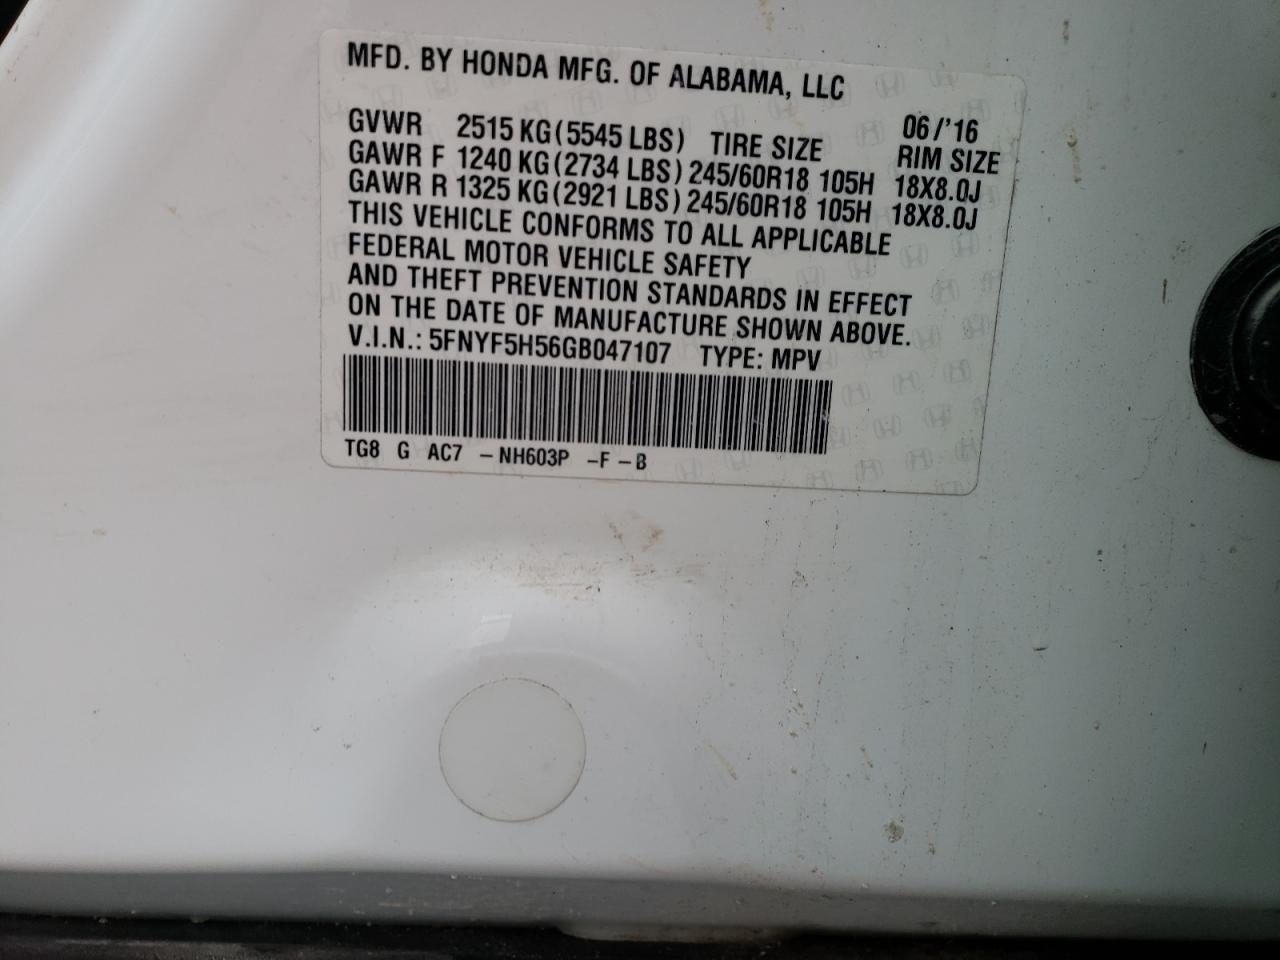 MFD. BY HONDA MFG. OF ALABAMA, LLC
06/'16
GVWR 2515 KG (5545 LBS) TIRE SIZE RIM SIZE
GAWR F 1240 KG (2734 LBS) 245/60R18 105H 18X8.0J
GAWR R 1325 KG (2921 LBS) 245/60R18 105H 18X8.0J
THIS VEHICLE CONFORMS TO ALL APPLICABLE
FEDERAL MOTOR VEHICLE SAFETY
AND THEFT PREVENTION STANDARDS IN EFFECT
ON THE DATE OF MANUFACTURE SHOWN ABOVE.
V.I.N.: 5FNYF5H56GB047107 TYPE: MPV
TG8 G AC7 -NH603P -F -B